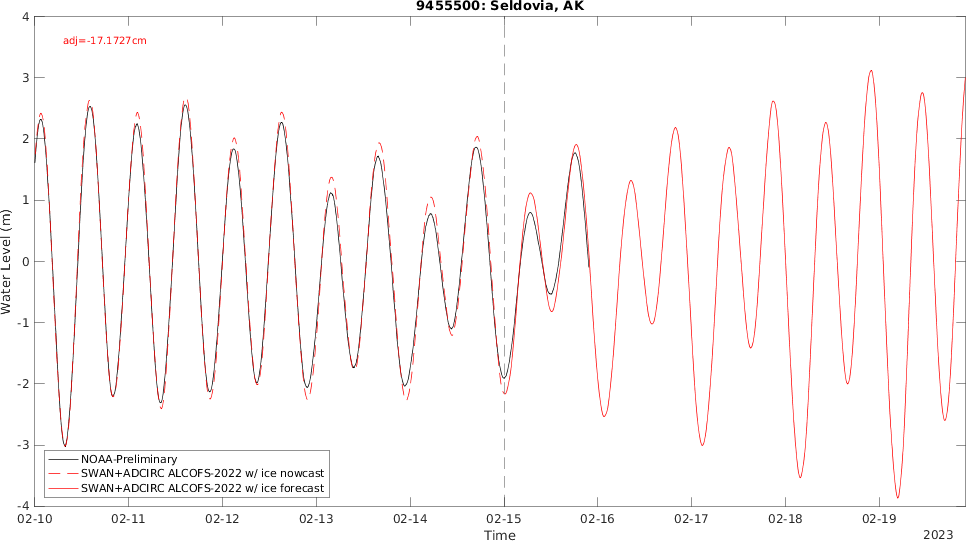 9455500: Seldovia, AK
adj=-17.1727cm
4
3
2
1
0
-1
-2
-3
-4
Water Level (m)
NOAA-Preliminary
SWAN+ADCIRC ALCOFS-2022 w/ ice nowcast
SWAN+ADCIRC ALCOFS-2022 w/ ice forecast
02-10 02-11 02-12 02-13 02-14 02-15 02-16 02-17 02-18 02-19
Time
2023